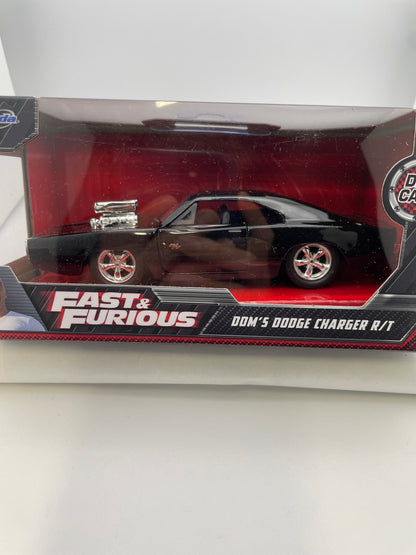 FAST &
FURIOUS
DOM'S DODGE CHARGER R/T
R/T